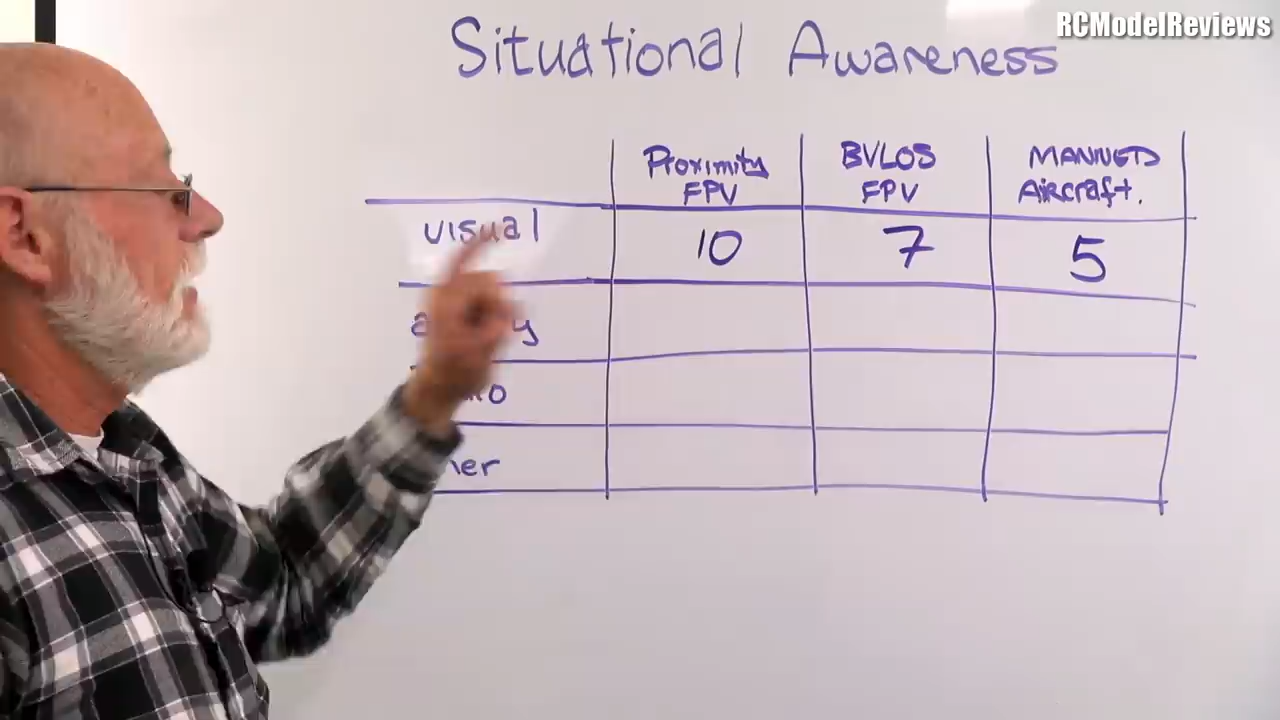 RCModelReviews
Situational Awareness
Proximity FPV
BVLOS FPV
MANNED Aircraft.
visual 10 7 5